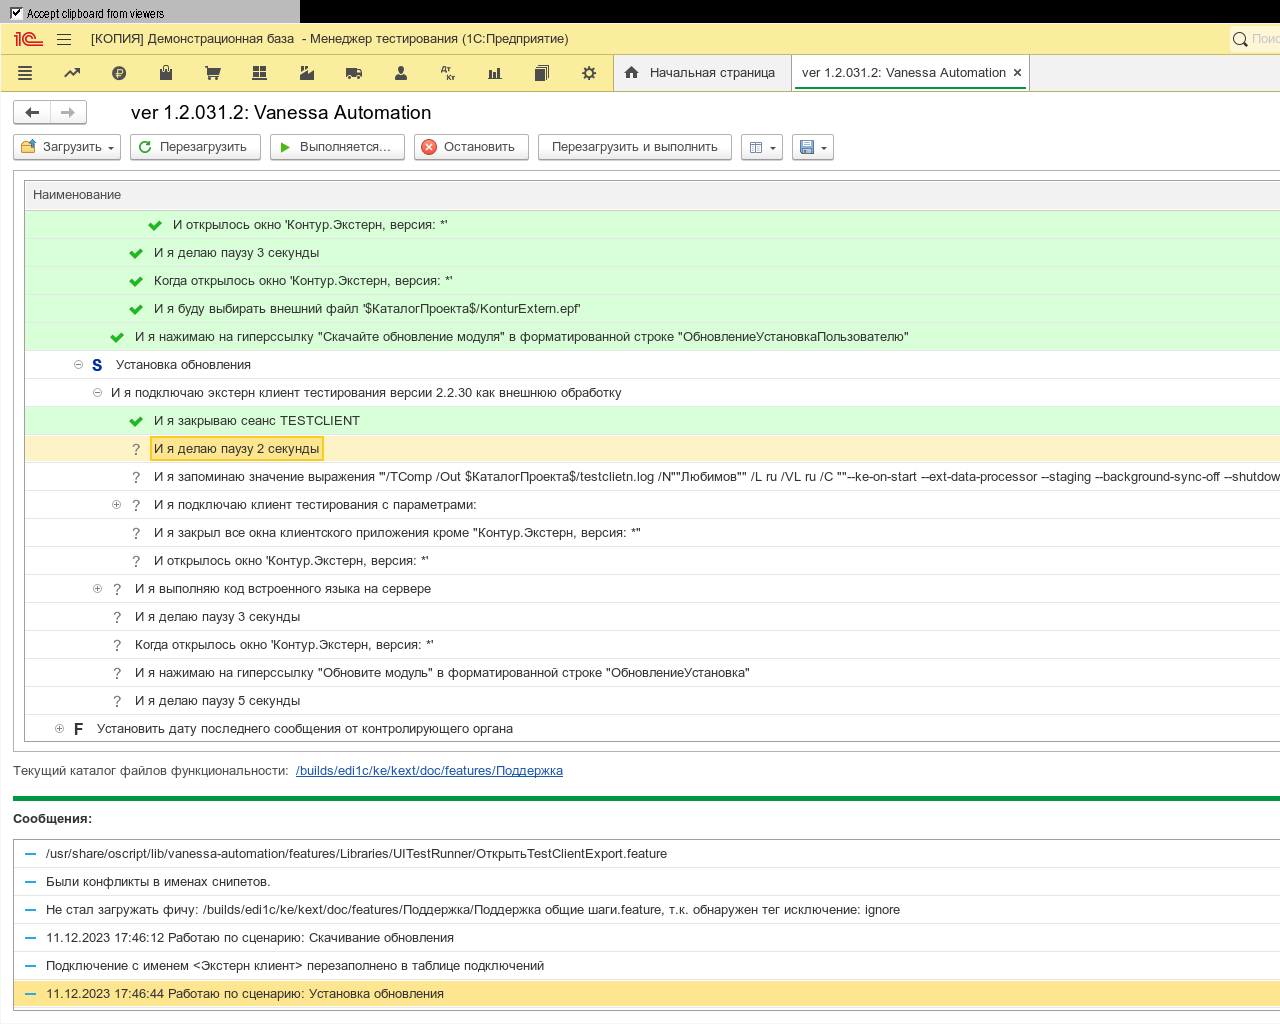 Accept clipboard from viewers
[КОПИЯ] Демонстрационная база - Менеджер тестирования (1С:Предприятие)
Поис
Начальная страница
ver 1.2.031.2: Vanessa Automation ×
ver 1.2.031.2: Vanessa Automation
Загрузить
Перезагрузить
Выполняется...
Остановить
Перезагрузить и выполнить
Наименование
И открылось окно 'Контур.Экстерн, версия: *'
И я делаю паузу 3 секунды
Когда открылось окно 'Контур.Экстерн, версия: *'
И я буду выбирать внешний файл '$КаталогПроекта$/KonturExtern.epf'
И я нажимаю на гиперссылку "Скачайте обновление модуля" в форматированной строке "ОбновлениеУстановкаПользователю"
S Установка обновления
И я подключаю экстерн клиент тестирования версии 2.2.30 как внешнюю обработку
И я закрываю сеанс TESTCLIENT
? И я делаю паузу 2 секунды
? И я запоминаю значение выражения '"/TComp /Out $КаталогПроекта$/testclietn.log /N""Любимов"" /L ru /VL ru /C ""--ke-on-start --ext-data-processor --staging --background-sync-off --shutdow
? И я подключаю клиент тестирования с параметрами:
? И я закрыл все окна клиентского приложения кроме "Контур.Экстерн, версия: *"
? И открылось окно 'Контур.Экстерн, версия: *'
? И я выполняю код встроенного языка на сервере
? И я делаю паузу 3 секунды
? Когда открылось окно 'Контур.Экстерн, версия: *'
? И я нажимаю на гиперссылку "Обновите модуль" в форматированной строке "ОбновлениеУстановка"
? И я делаю паузу 5 секунды
F Установить дату последнего сообщения от контролирующего органа
Текущий каталог файлов функциональности: /builds/edi1c/ke/kext/doc/features/Поддержка
Сообщения:
/usr/share/oscript/lib/vanessa-automation/features/Libraries/UITestRunner/ОткрытьTestClientExport.feature
Были конфликты в именах снипетов.
Не стал загружать фичу: /builds/edi1c/ke/kext/doc/features/Поддержка/Поддержка общие шаги.feature, т.к. обнаружен тег исключение: ignore
11.12.2023 17:46:12 Работаю по сценарию: Скачивание обновления
Подключение с именем <Экстерн клиент> перезаполнено в таблице подключений
11.12.2023 17:46:44 Работаю по сценарию: Установка обновления